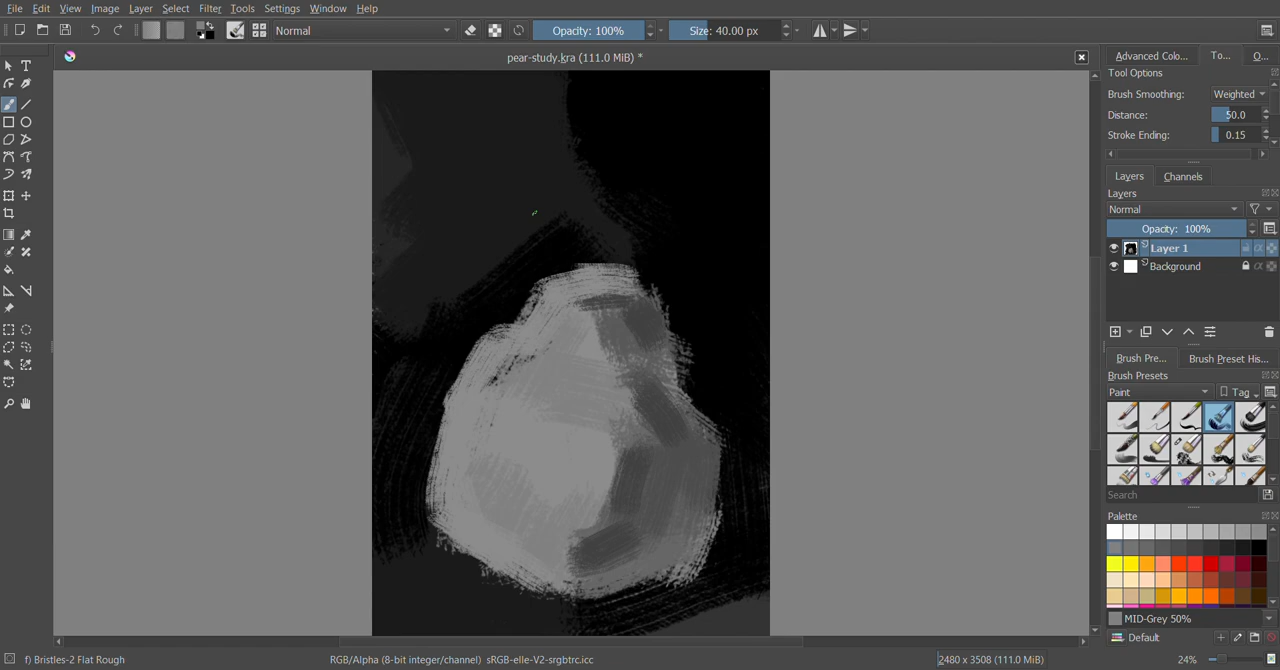 File Edit View Image Layer Select Filter Tools Settings Window Help
Normal Opacity: 100% Size: 40.00 px
pear-study.kra (111.0 MiB) *
Advanced Colo... To... O...
Tool Options
Brush Smoothing: Weighted
Distance: 50.0
Stroke Ending: 0.15
Layers Channels
Layers
Normal
Opacity: 100%
Layer 1
Background
Brush Pre... Brush Preset His...
Brush Presets
Paint Tag
Search
Palette
MID-Grey 50%
Default
f) Bristles-2 Flat Rough RGB/Alpha (8-bit integer/channel) sRGB-elle-V2-srgbtrc.icc 2480 x 3508 (111.0 MiB) 24%